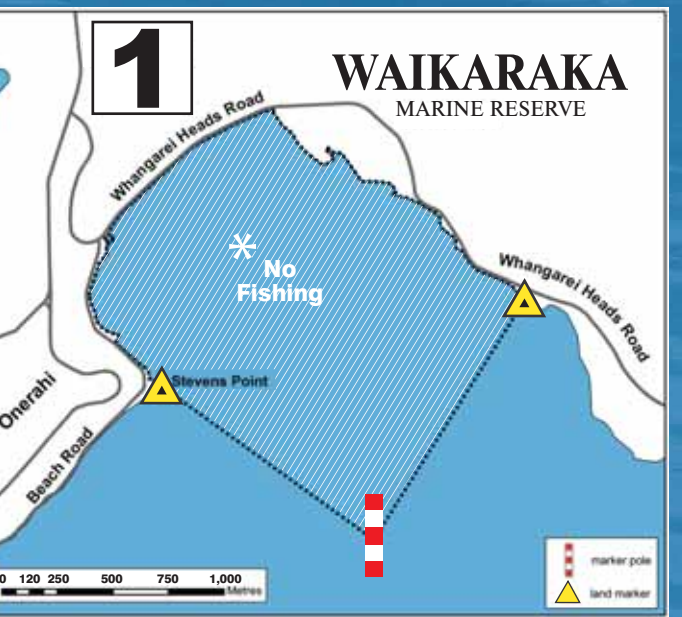 1
WAIKARAKA
MARINE RESERVE
Whangarei Heads Road
*
No
Fishing
Whangarei Heads Road
Stevens Point
Onerahi
Beach Road
0 120 250 500 750 1,000
Metres
marker pole
land marker